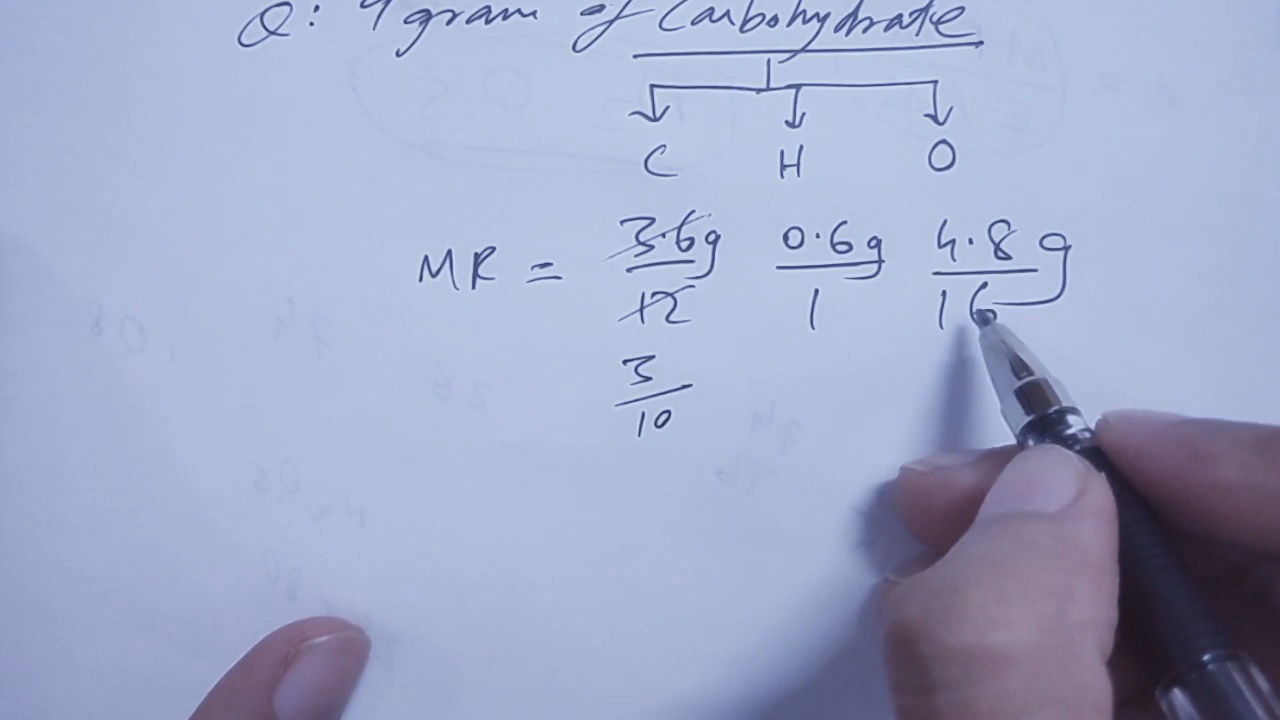 Q: 9 gram of Carbohydrate
C H O
MR = 3.6g 0.6g 4.8g
12 1 16
3
10